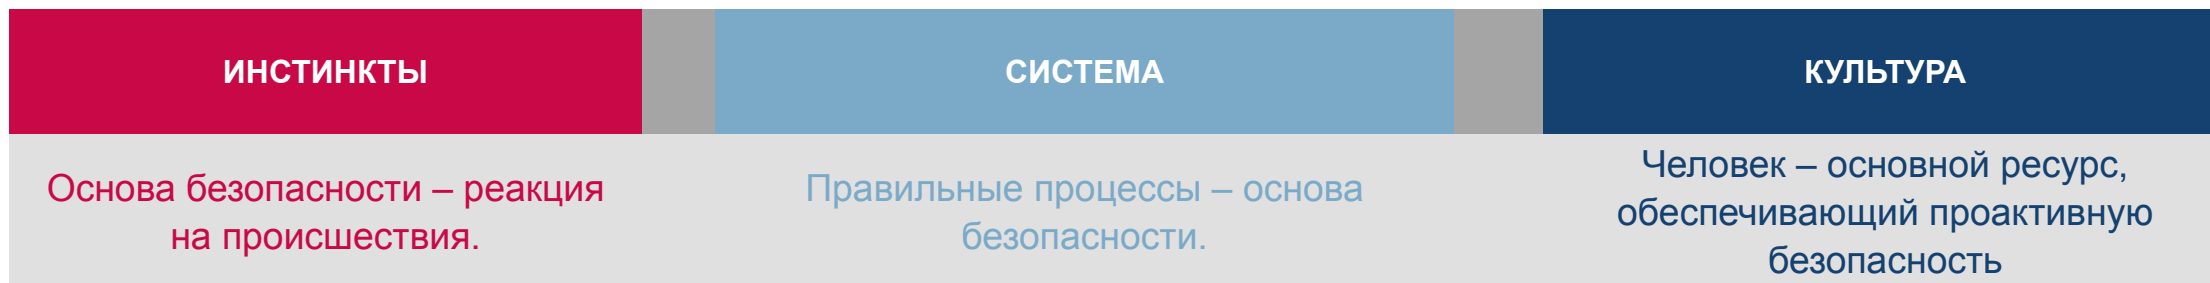 ИНСТИНКТЫ
СИСТЕМА
КУЛЬТУРА
Основа безопасности – реакция
на происшествия.
Правильные процессы – основа
безопасности.
Человек – основной ресурс,
обеспечивающий проактивную
безопасность